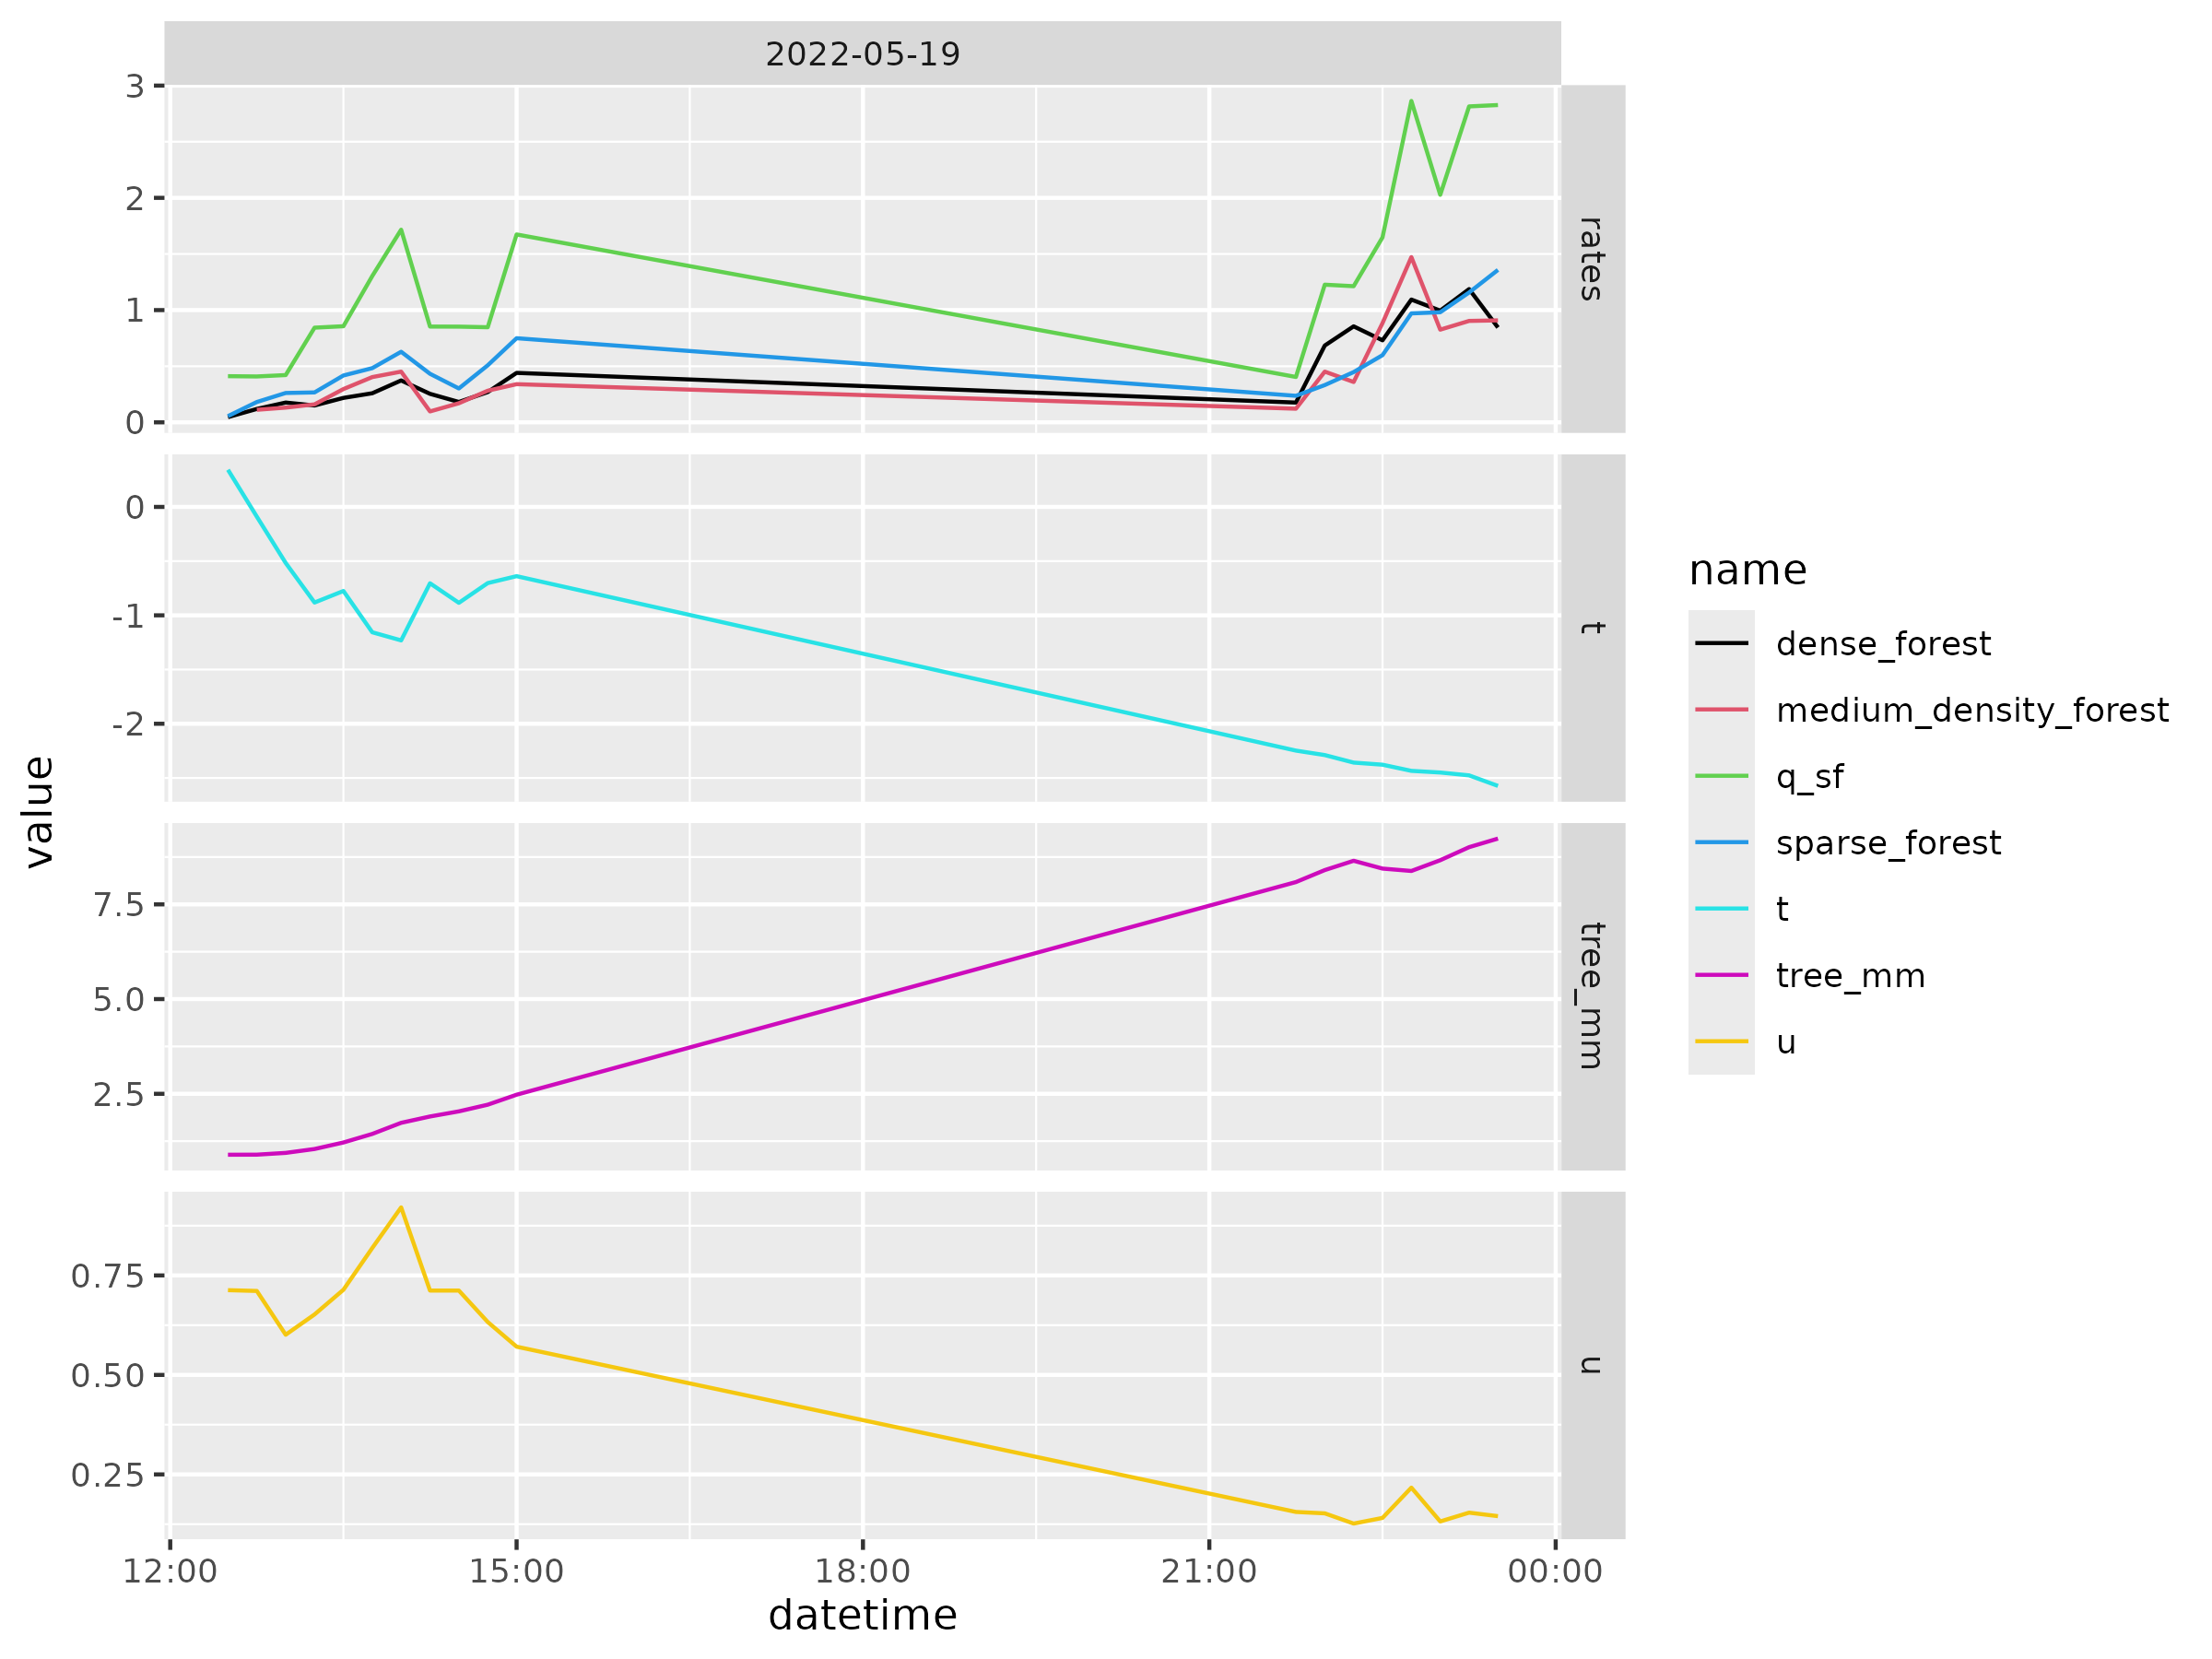 2022-05-19
3
2
1
0
rates
0
-1
-2
t
7.5
5.0
2.5
tree_mm
0.75
0.50
0.25
u
12:00
15:00
18:00
21:00
00:00
datetime
value
name
dense_forest
medium_density_forest
q_sf
sparse_forest
t
tree_mm
u